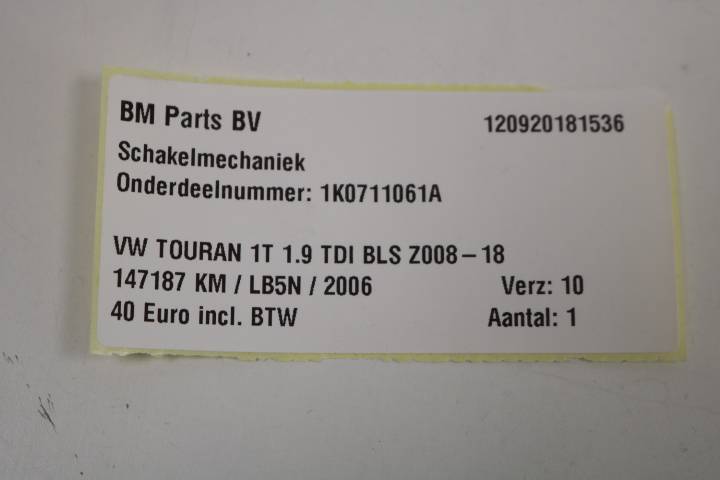 BM Parts BV 120920181536
Schakelmechaniek
Onderdeelnummer: 1K0711061A
VW TOURAN 1T 1.9 TDI BLS Z008-18
147187 KM / LB5N / 2006 Verz: 10
40 Euro incl. BTW Aantal: 1